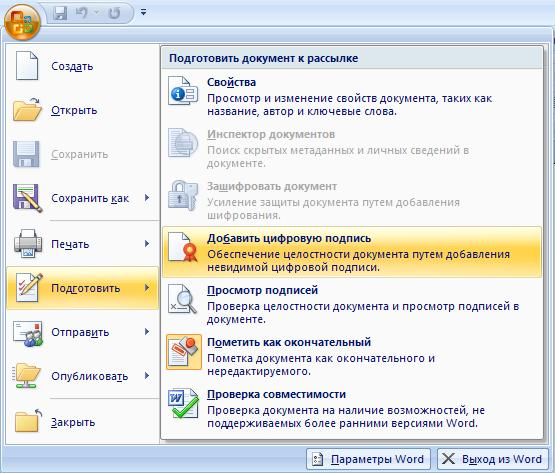 Создать
Открыть
Сохранить
Сохранить как
Печать
Подготовить
Отправить
Опубликовать
Закрыть
Подготовить документ к рассылке
Свойства
Просмотр и изменение свойств документа, таких как
название, автор и ключевые слова.
Инспектор документов
Поиск скрытых метаданных и личных сведений в
документе.
Зашифровать документ
Усиление защиты документа путем добавления
шифрования.
Добавить цифровую подпись
Обеспечение целостности документа путем добавления
невидимой цифровой подписи.
Просмотр подписей
Проверка целостности документа и просмотр подписей в
документе.
Пометить как окончательный
Пометка документа как окончательного и
нередактируемого.
Проверка совместимости
Проверка документа на наличие возможностей, не
поддерживаемых более ранними версиями Word.
Параметры Word
Выход из Word